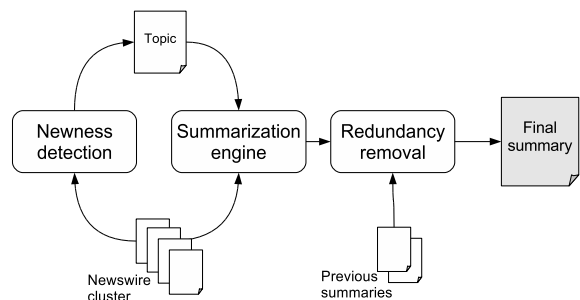 Topic
Newness
detection
Summarization
engine
Redundancy
removal
Final
summary
Newswire
cluster
Previous
summaries